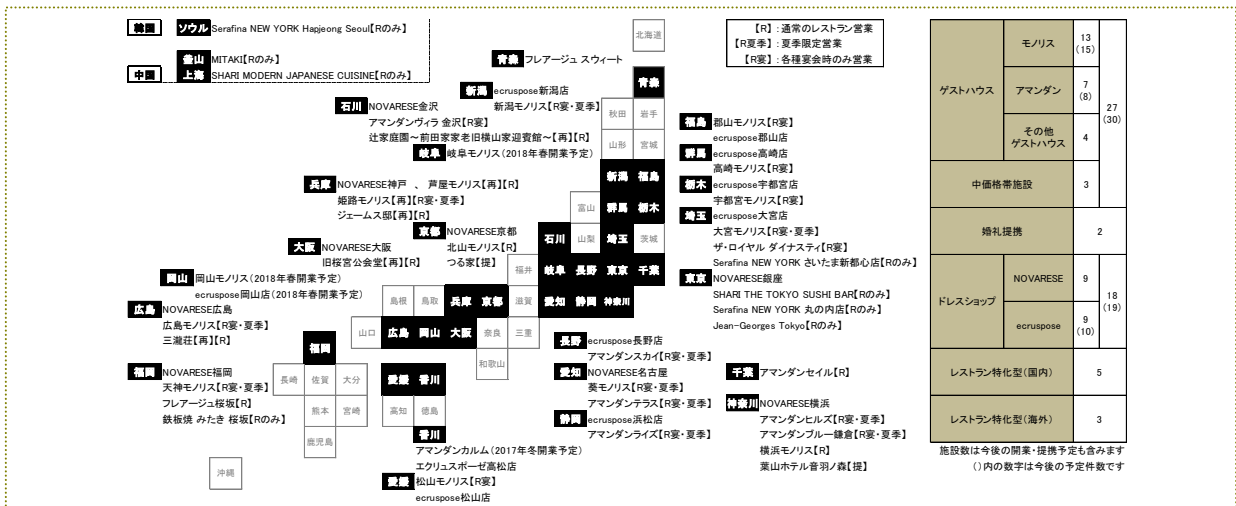 韓国 ソウル Serafina NEW YORK Hapjeong Seoul【Rのみ】
釜山 MITAKI【Rのみ】
中国 上海 SHARI MODERN JAPANESE CUISINE【Rのみ】
青森 フレアージュ スウィート
新潟 ecruspose新潟店
新潟モノリス【R宴・夏季】
石川 NOVARESE金沢
アマンダンヴィラ 金沢【R宴】
辻家庭園～前田家家老旧横山家迎賓館～【再】【R】
岐阜 岐阜モノリス(2018年春開業予定)
兵庫 NOVARESE神戸 、 芦屋モノリス【再】【R】
姫路モノリス【再】【R宴・夏季】
ジェームス邸【再】【R】
京都 NOVARESE京都
北山モノリス【R】
つる家【提】
大阪 NOVARESE大阪
旧桜宮公会堂【再】【R】
岡山 岡山モノリス(2018年春開業予定)
ecruspose岡山店(2018年春開業予定)
広島 NOVARESE広島
広島モノリス【R宴・夏季】
三瀧荘【再】【R】
福岡 NOVARESE福岡
天神モノリス【R宴・夏季】
フレアージュ桜坂【R】
鉄板焼 みたき 桜坂【Rのみ】
北海道
青森
秋田 岩手
山形 宮城
新潟 福島
富山 群馬 栃木
石川 山梨 埼玉 茨城
福井 岐阜 長野 東京 千葉
島根 鳥取 兵庫 京都 滋賀 愛知 静岡 神奈川
山口 広島 岡山 大阪 奈良 三重
福岡 和歌山
長崎 佐賀 大分 愛媛 香川
熊本 宮崎 高知 徳島
鹿児島
沖縄
香川
アマンダンカルム(2017年冬開業予定)
エクリュスポーゼ高松店
愛媛 松山モノリス【R宴】
ecruspose松山店
長野 ecruspose長野店
アマンダンスカイ【R宴・夏季】
愛知 NOVARESE名古屋
葵モノリス【R宴・夏季】
アマンダンテラス【R宴・夏季】
静岡 ecruspose浜松店
アマンダンライズ【R宴・夏季】
【R】：通常のレストラン営業
【R夏季】：夏季限定営業
【R宴】：各種宴会時のみ営業
福島 郡山モノリス【R宴】
ecruspose郡山店
群馬 ecruspose高崎店
高崎モノリス【R宴】
栃木 ecruspose宇都宮店
宇都宮モノリス【R宴】
埼玉 ecruspose大宮店
大宮モノリス【R宴・夏季】
ザ・ロイヤル ダイナスティ【R宴】
Serafina NEW YORK さいたま新都心店【Rのみ】
東京 NOVARESE銀座
SHARI THE TOKYO SUSHI BAR【Rのみ】
Serafina NEW YORK 丸の内店【Rのみ】
Jean-Georges Tokyo【Rのみ】
千葉 アマンダンセイル【R】
神奈川 NOVARESE横浜
アマンダンヒルズ【R宴・夏季】
アマンダンブルー鎌倉【R宴・夏季】
横浜モノリス【R】
葉山ホテル音羽ノ森【提】
ゲストハウス
モノリス 13
(15)
アマンダン 7
(8)
その他
ゲストハウス 4
27
(30)
中価格帯施設 3
婚礼提携 2
ドレスショップ
NOVARESE 9
ecruspose 9
(10)
18
(19)
レストラン特化型(国内) 5
レストラン特化型(海外) 3
施設数は今後の開業・提携予定も含みます
()内の数字は今後の予定件数です